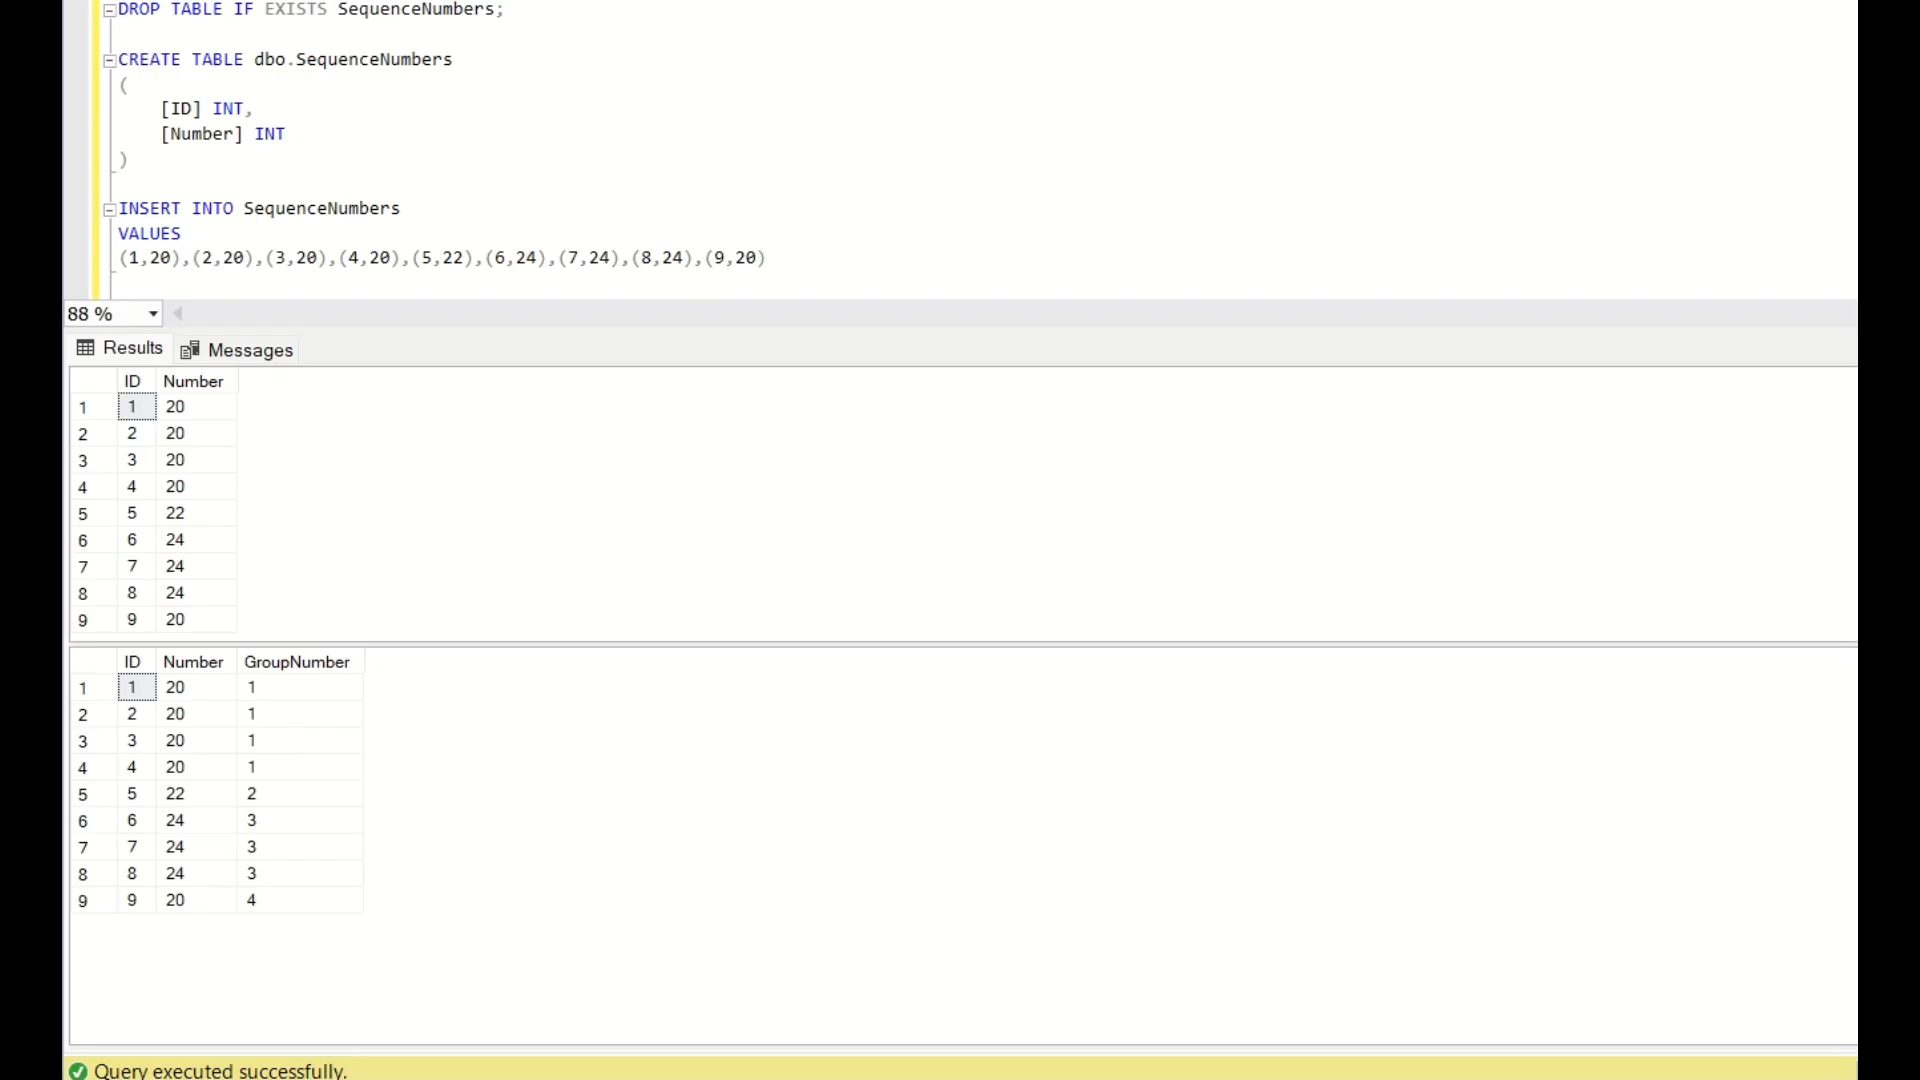 DROP TABLE IF EXISTS SequenceNumbers;
CREATE TABLE dbo.SequenceNumbers
(
[ID] INT,
[Number] INT
)
INSERT INTO SequenceNumbers
VALUES
(1,20),(2,20),(3,20),(4,20),(5,22),(6,24),(7,24),(8,24),(9,20)
88 %
Results Messages
ID Number
1 1 20
2 2 20
3 3 20
4 4 20
5 5 22
6 6 24
7 7 24
8 8 24
9 9 20
ID Number GroupNumber
1 1 20 1
2 2 20 1
3 3 20 1
4 4 20 1
5 5 22 2
6 6 24 3
7 7 24 3
8 8 24 3
9 9 20 4
Query executed successfully.